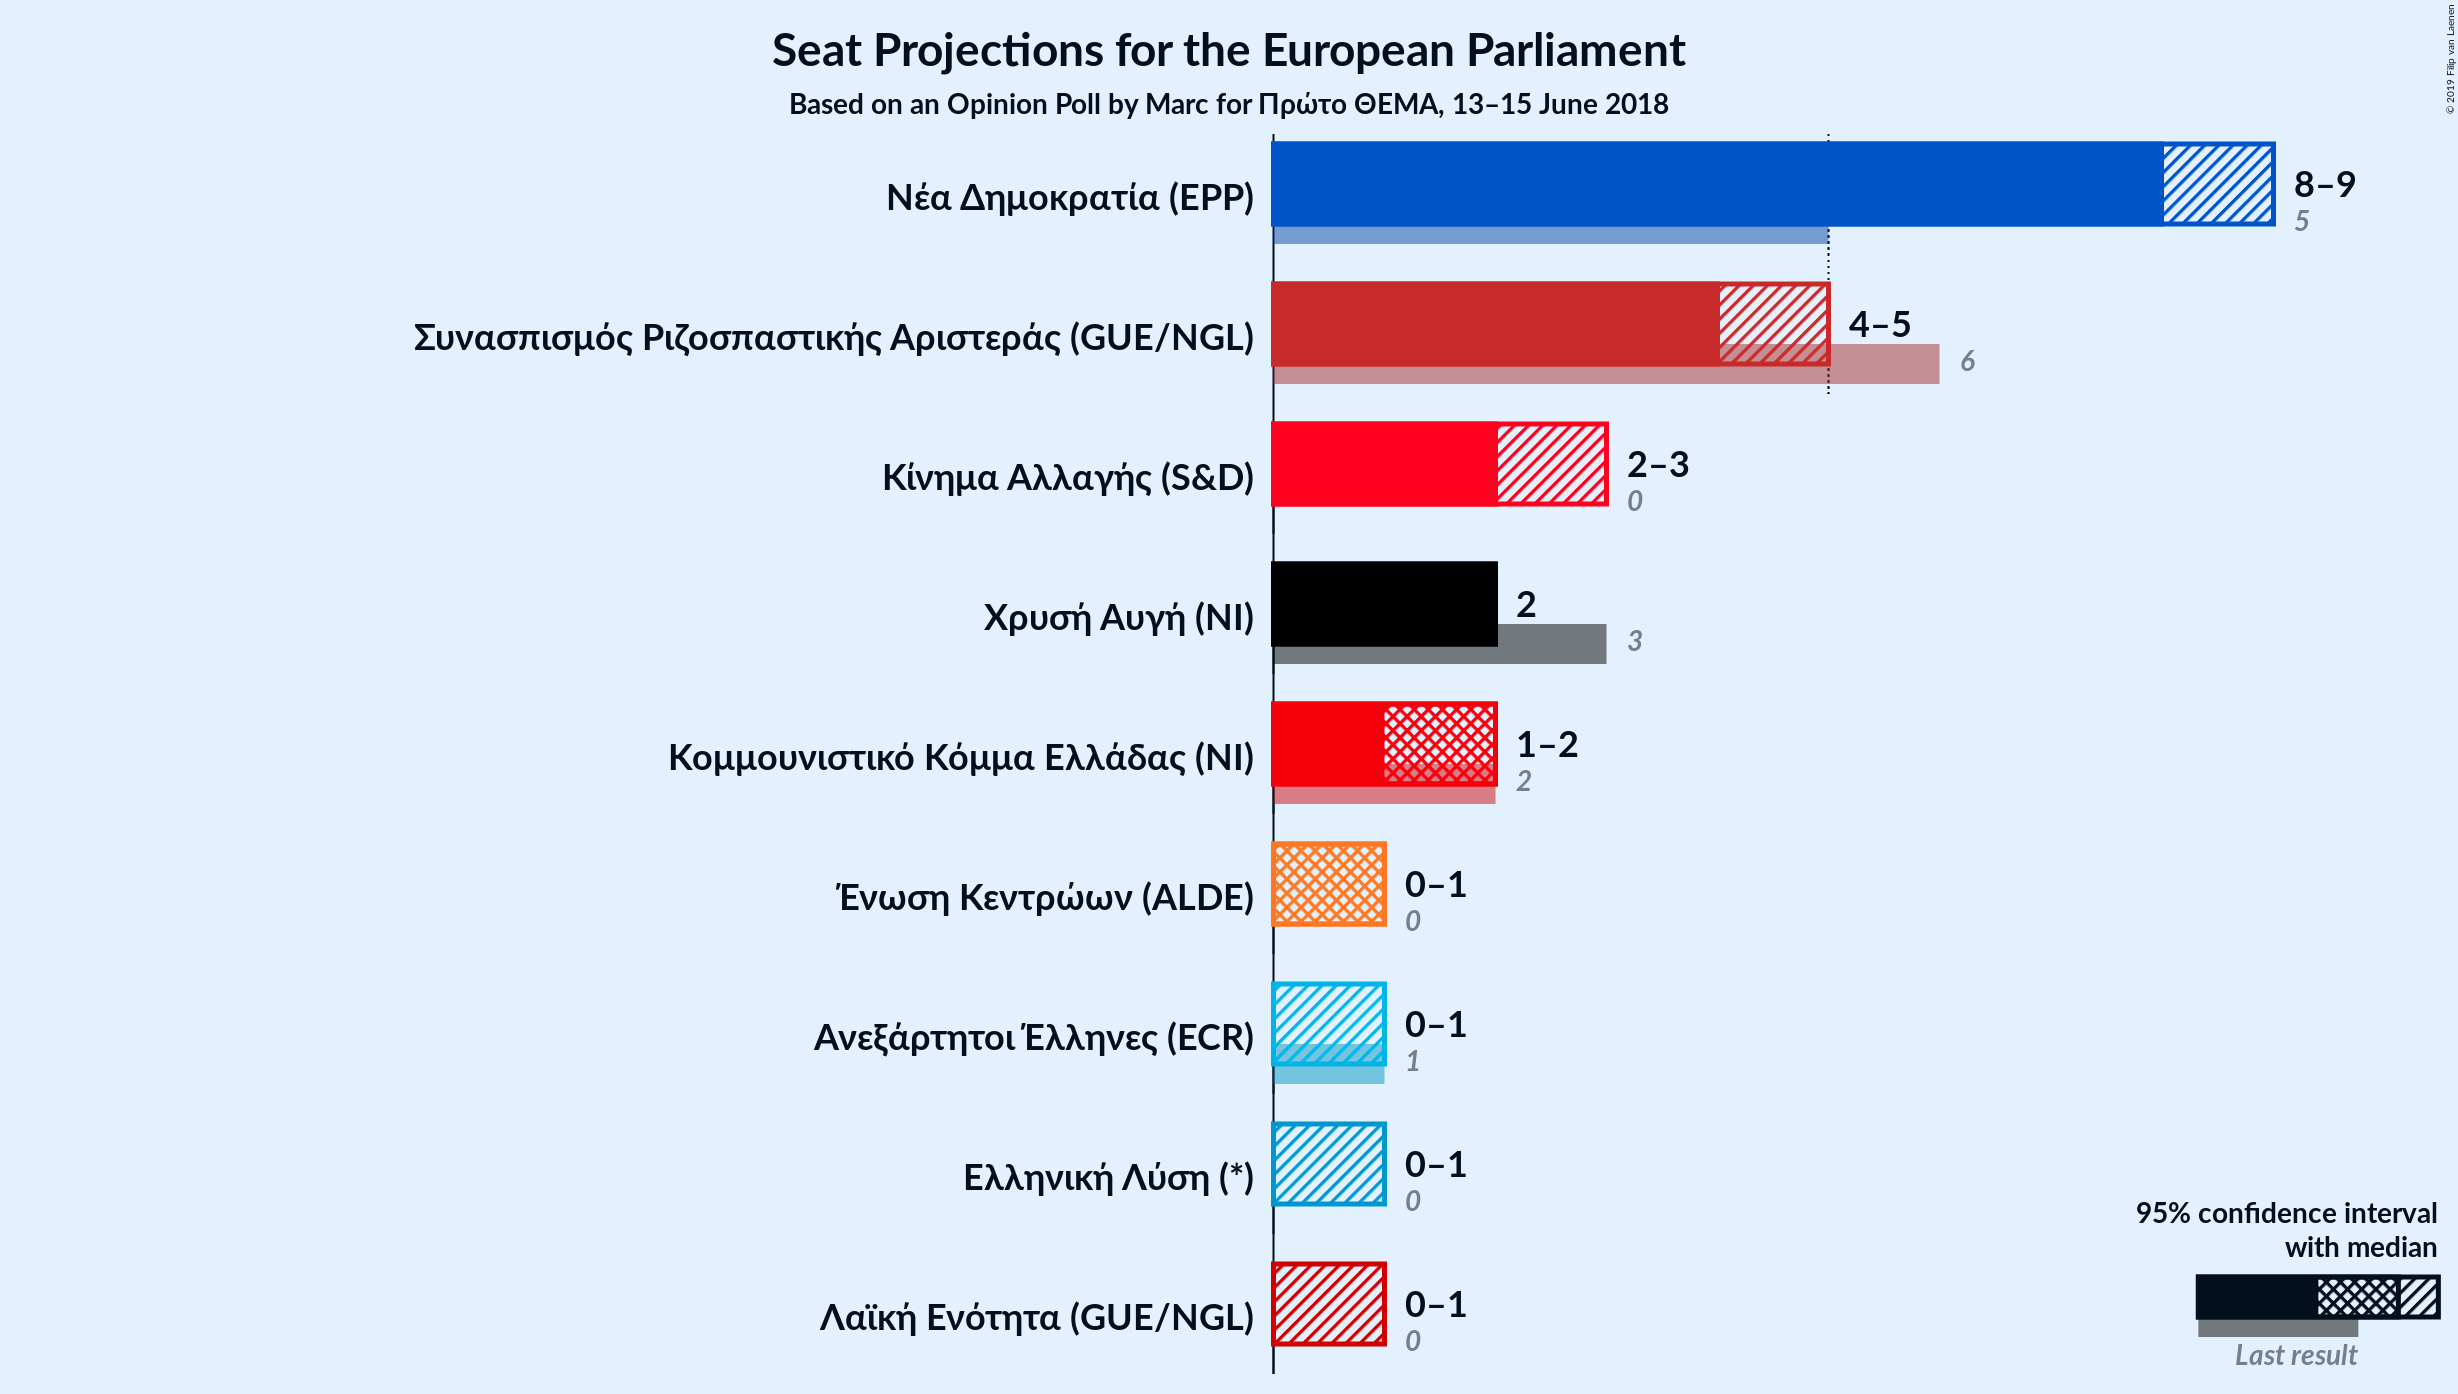 Seat Projections for the European Parliament
Based on an Opinion Poll by Marc for Πρώτο ΘΕΜΑ, 13–15 June 2018
© 2019 Filip van Laenen
Νέα Δημοκρατία (EPP)
8–9
5
Συνασπισμός Ριζοσπαστικής Αριστεράς (GUE/NGL)
4–5
6
Κίνημα Αλλαγής (S&D)
2–3
0
Χρυσή Αυγή (NI)
2
3
Κομμουνιστικό Κόμμα Ελλάδας (NI)
1–2
2
Ένωση Κεντρώων (ALDE)
0–1
0
Ανεξάρτητοι Έλληνες (ECR)
0–1
1
Ελληνική Λύση (*)
0–1
0
Λαϊκή Ενότητα (GUE/NGL)
0–1
0
95% confidence interval
with median
Last result